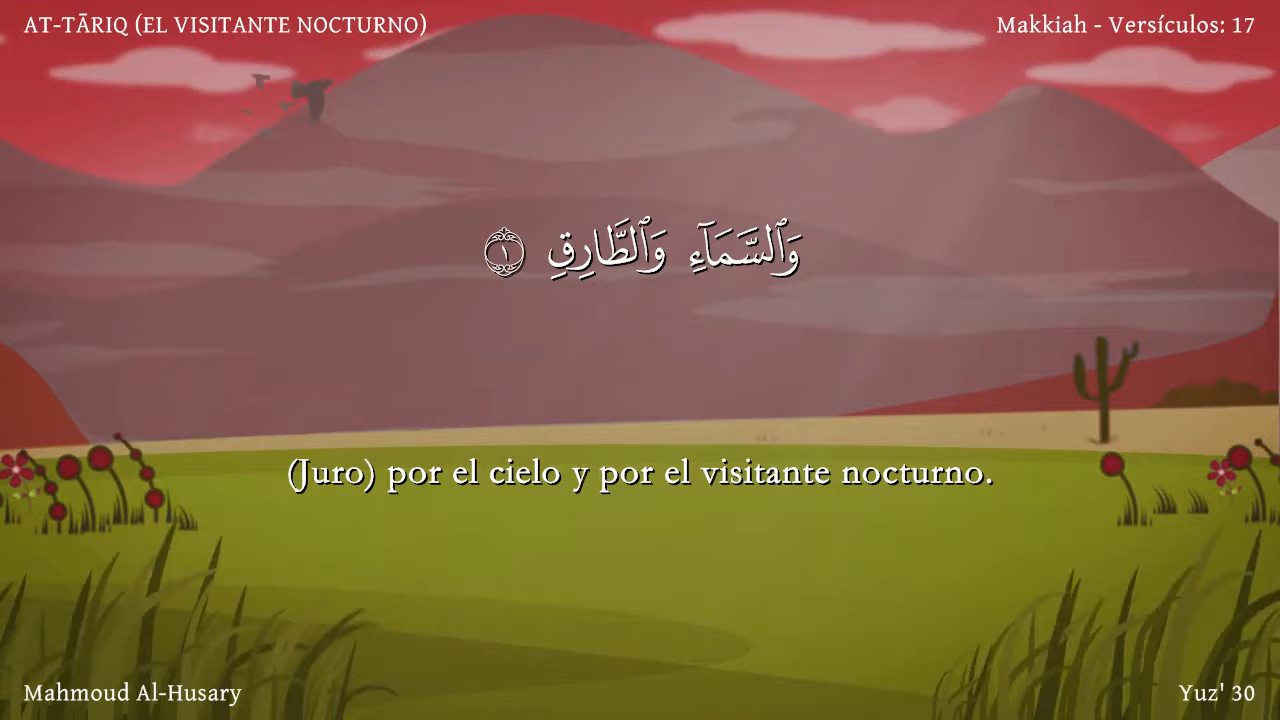 AT-TĀRIQ (EL VISITANTE NOCTURNO)
Makkiah - Versículos: 17
وَٱلسَّمَآءِ وَٱلطَّارِقِ ١
(Juro) por el cielo y por el visitante nocturno.
Mahmoud Al-Husary
Yuz' 30